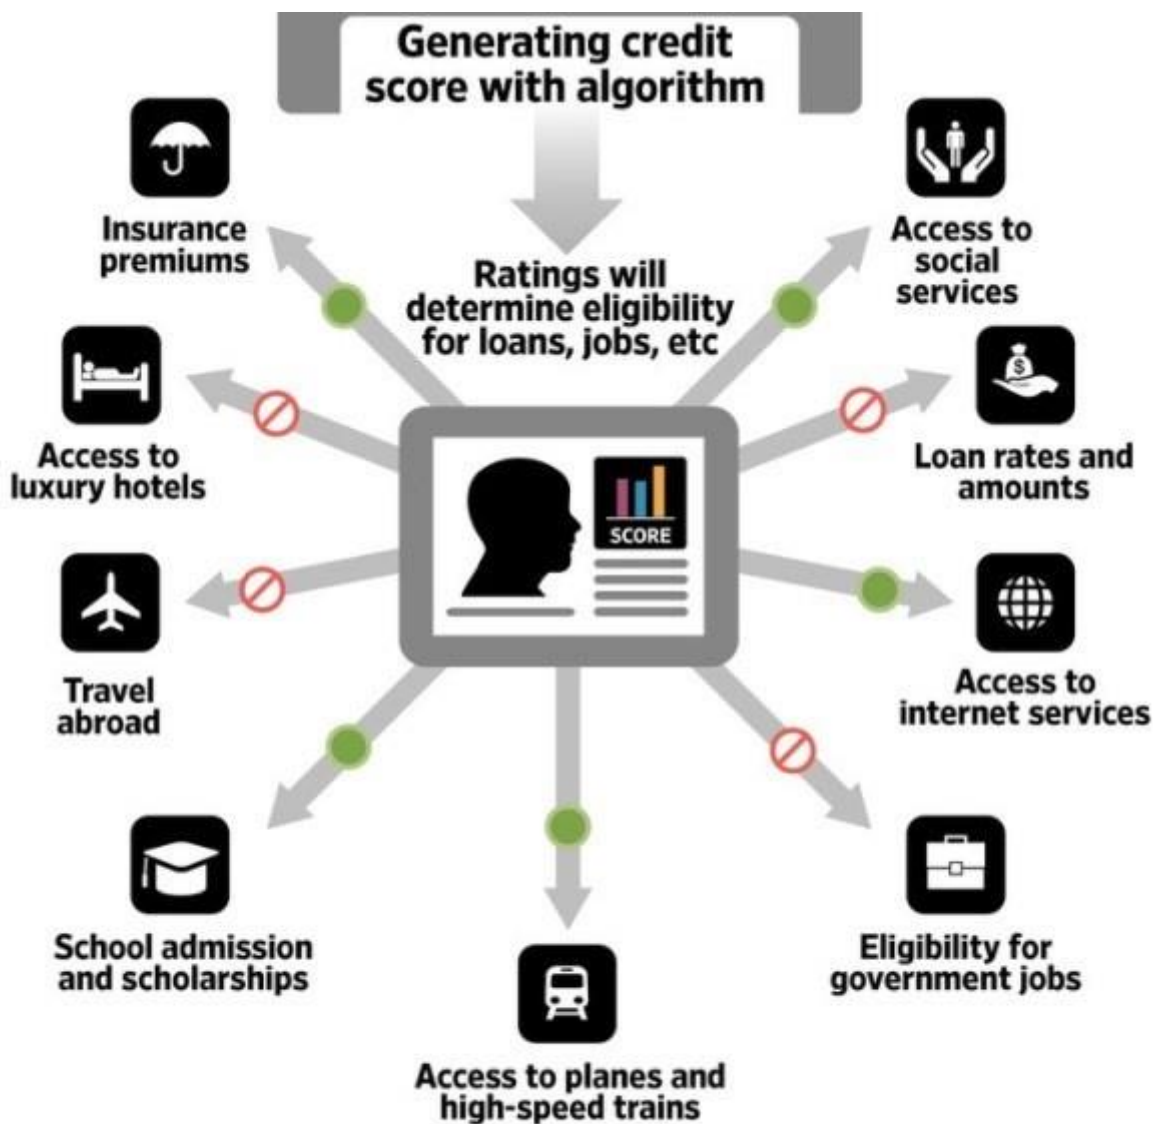 Generating credit
score with algorithm
Ratings will
determine eligibility
for loans, jobs, etc
Insurance
premiums
Access to
social
services
Access to
luxury hotels
Loan rates and
amounts
$
SCORE
Travel
abroad
Access to
internet services
School admission
and scholarships
Eligibility for
government jobs
Access to planes and
high-speed trains